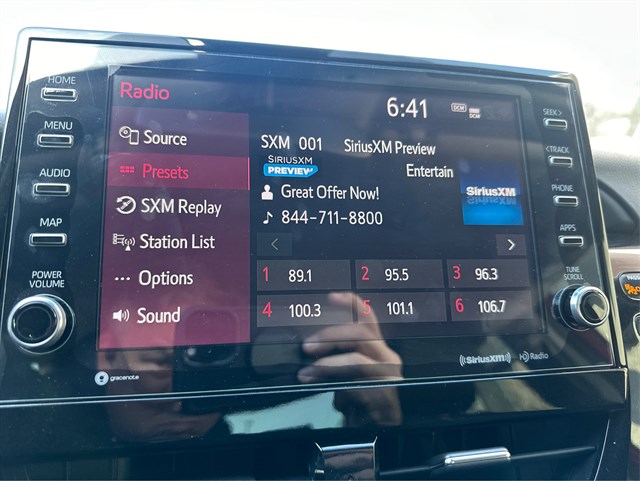 HOME
MENU
AUDIO
MAP
POWER
VOLUME
Radio
6:41
DCM
DCM
Source
Presets
SXM Replay
Station List
Options
Sound
SXM 001 SiriusXM Preview
SIRIUSXM
PREVIEW
Entertain
Great Offer Now!
844-711-8800
SiriusXM
< >
1 89.1 2 95.5 3 96.3
4 100.3 5 101.1 6 106.7
gracenote
((SiriusXM)) HD Radio
SEEK >
< TRACK
PHONE
APPS
TUNE
SCROLL